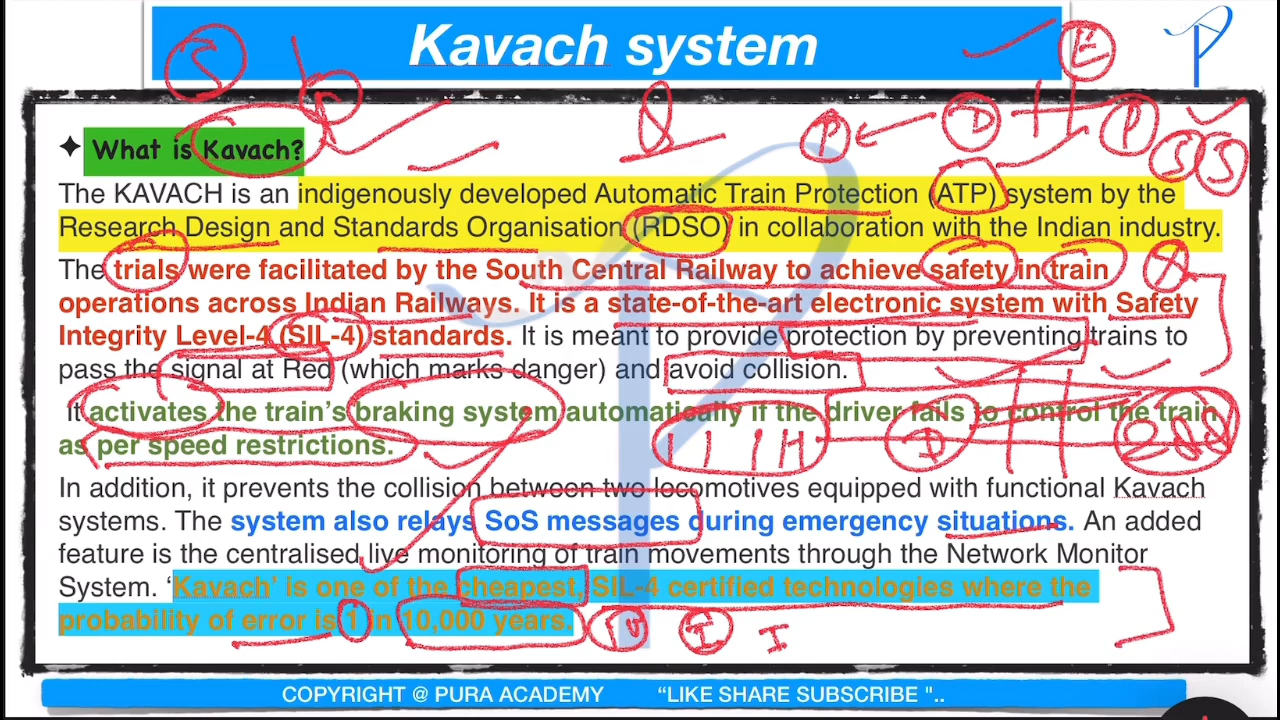 Kavach system
What is Kavach?
The KAVACH is an indigenously developed Automatic Train Protection (ATP) system by the
Research Design and Standards Organisation (RDSO) in collaboration with the Indian industry.
The trials were facilitated by the South Central Railway to achieve safety in train
operations across Indian Railways. It is a state-of-the-art electronic system with Safety
Integrity Level-4 (SIL-4) standards. It is meant to provide protection by preventing trains to
pass the signal at Red (which marks danger) and avoid collision.
It activates the train's braking system automatically if the driver fails to control the train
as per speed restrictions.
In addition, it prevents the collision between two locomotives equipped with functional Kavach
systems. The system also relays SoS messages during emergency situations. An added
feature is the centralised live monitoring of train movements through the Network Monitor
System. ‘Kavach’ is one of the cheapest, SIL-4 certified technologies where the
probability of error is 1 in 10,000 years.
COPYRIGHT @ PURA ACADEMY “LIKE SHARE SUBSCRIBE "..